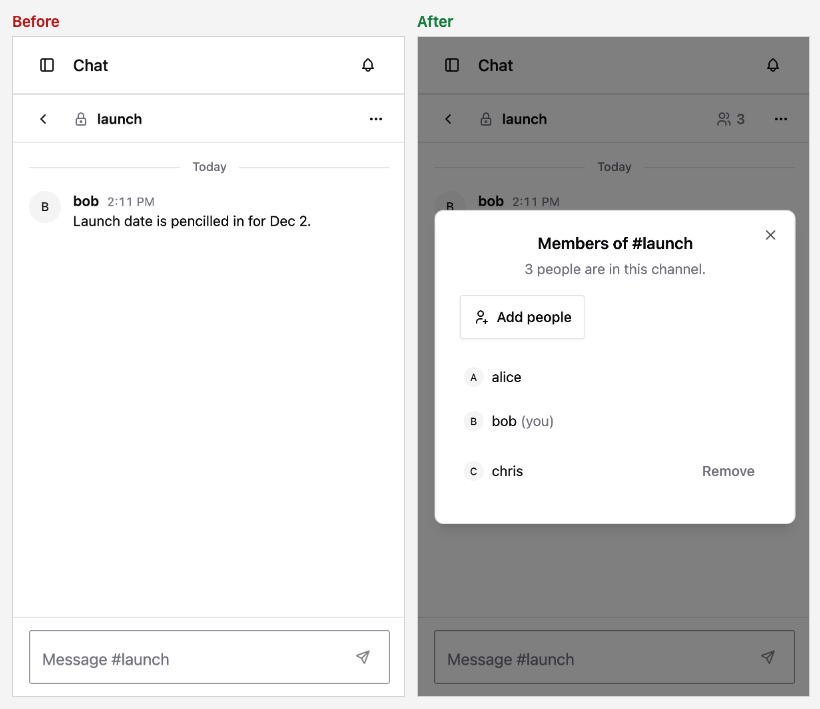 Before
Chat
launch
Today
B
bob 2:11 PM
Launch date is pencilled in for Dec 2.
Message #launch
After
Chat
launch 3
Today
B
bob 2:11 PM
Members of #launch
3 people are in this channel.
Add people
A alice
B bob (you)
C chris Remove
Message #launch